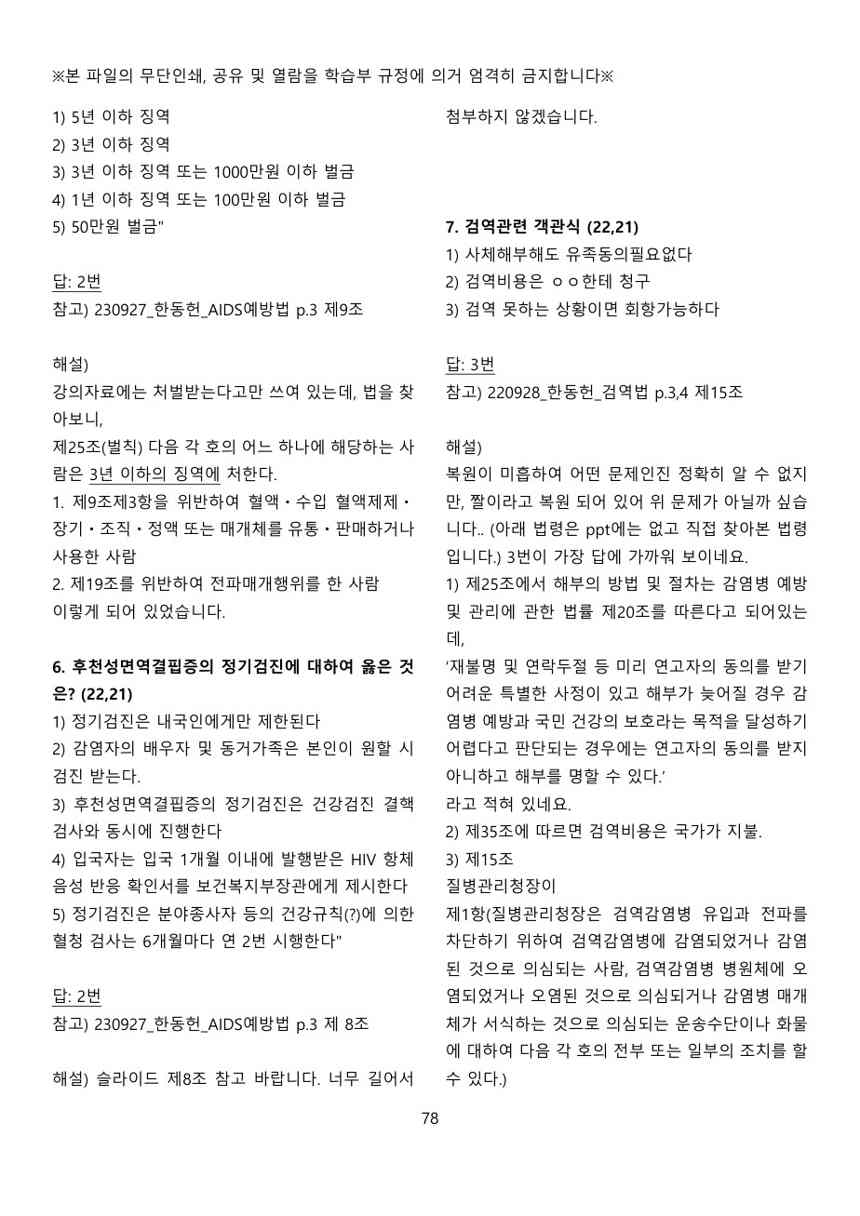 ※본 파일의 무단인쇄, 공유 및 열람을 학습부 규정에 의거 엄격히 금지합니다※
1) 5년 이하 징역
2) 3년 이하 징역
3) 3년 이하 징역 또는 1000만원 이하 벌금
4) 1년 이하 징역 또는 100만원 이하 벌금
5) 50만원 벌금"
답: 2번
참고) 230927_한동헌_AIDS예방법 p.3 제9조
해설)
강의자료에는 처벌받는다고만 쓰여 있는데, 법을 찾
아보니,
제25조(벌칙) 다음 각 호의 어느 하나에 해당하는 사
람은 3년 이하의 징역에 처한다.
1. 제9조제3항을 위반하여 혈액・수입 혈액제제・
장기・조직・정액 또는 매개체를 유통・판매하거나
사용한 사람
2. 제19조를 위반하여 전파매개행위를 한 사람
이렇게 되어 있었습니다.
6. 후천성면역결핍증의 정기검진에 대하여 옳은 것
은? (22,21)
1) 정기검진은 내국인에게만 제한된다
2) 감염자의 배우자 및 동거가족은 본인이 원할 시
검진 받는다.
3) 후천성면역결핍증의 정기검진은 건강검진 결핵
검사와 동시에 진행한다
4) 입국자는 입국 1개월 이내에 발행받은 HIV 항체
음성 반응 확인서를 보건복지부장관에게 제시한다
5) 정기검진은 분야종사자 등의 건강규칙(?)에 의한
혈청 검사는 6개월마다 연 2번 시행한다"
답: 2번
참고) 230927_한동헌_AIDS예방법 p.3 제 8조
해설) 슬라이드 제8조 참고 바랍니다. 너무 길어서
첨부하지 않겠습니다.
7. 검역관련 객관식 (22,21)
1) 사체해부해도 유족동의필요없다
2) 검역비용은 ㅇㅇ한테 청구
3) 검역 못하는 상황이면 회항가능하다
답: 3번
참고) 220928_한동헌_검역법 p.3,4 제15조
해설)
복원이 미흡하여 어떤 문제인진 정확히 알 수 없지
만, 짤이라고 복원 되어 있어 위 문제가 아닐까 싶습
니다.. (아래 법령은 ppt에는 없고 직접 찾아본 법령
입니다.) 3번이 가장 답에 가까워 보이네요.
1) 제25조에서 해부의 방법 및 절차는 감염병 예방
및 관리에 관한 법률 제20조를 따른다고 되어있는
데,
‘재불명 및 연락두절 등 미리 연고자의 동의를 받기
어려운 특별한 사정이 있고 해부가 늦어질 경우 감
염병 예방과 국민 건강의 보호라는 목적을 달성하기
어렵다고 판단되는 경우에는 연고자의 동의를 받지
아니하고 해부를 명할 수 있다.’
라고 적혀 있네요.
2) 제35조에 따르면 검역비용은 국가가 지불.
3) 제15조
질병관리청장이
제1항(질병관리청장은 검역감염병 유입과 전파를
차단하기 위하여 검역감염병에 감염되었거나 감염
된 것으로 의심되는 사람, 검역감염병 병원체에 오
염되었거나 오염된 것으로 의심되거나 감염병 매개
체가 서식하는 것으로 의심되는 운송수단이나 화물
에 대하여 다음 각 호의 전부 또는 일부의 조치를 할
수 있다.)
78